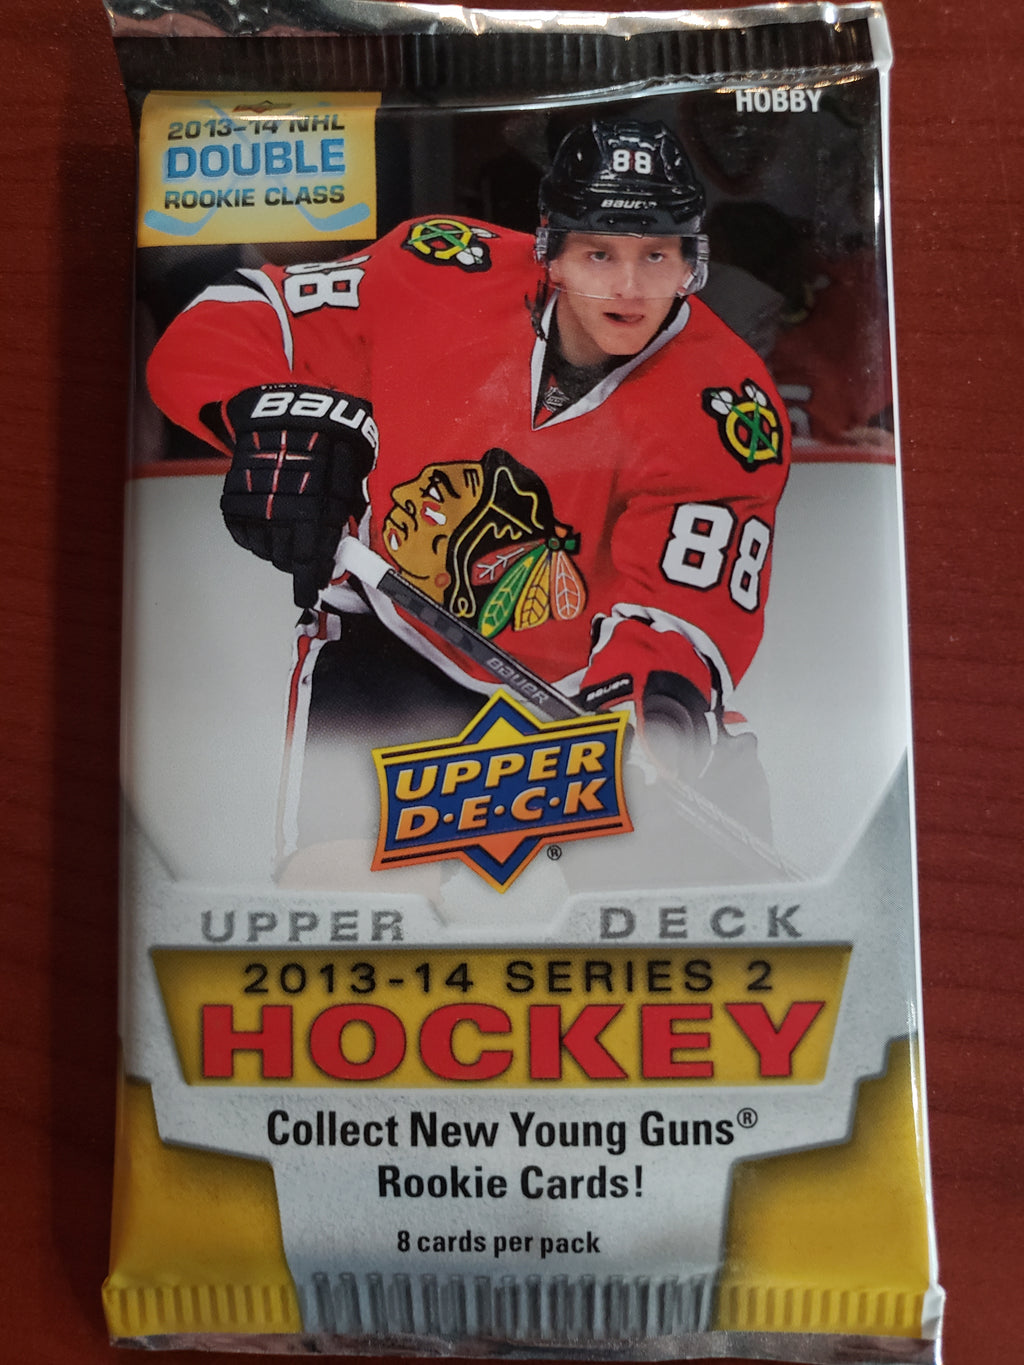 HOBBY
2013-14 NHL
DOUBLE
ROOKIE CLASS
88
BAUER
88
BAUE
88
BAUER
BAUER
UPPER
D·E·C·K
®
UPPER DECK
2013-14 SERIES 2
HOCKEY
Collect New Young Guns®
Rookie Cards!
8 cards per pack